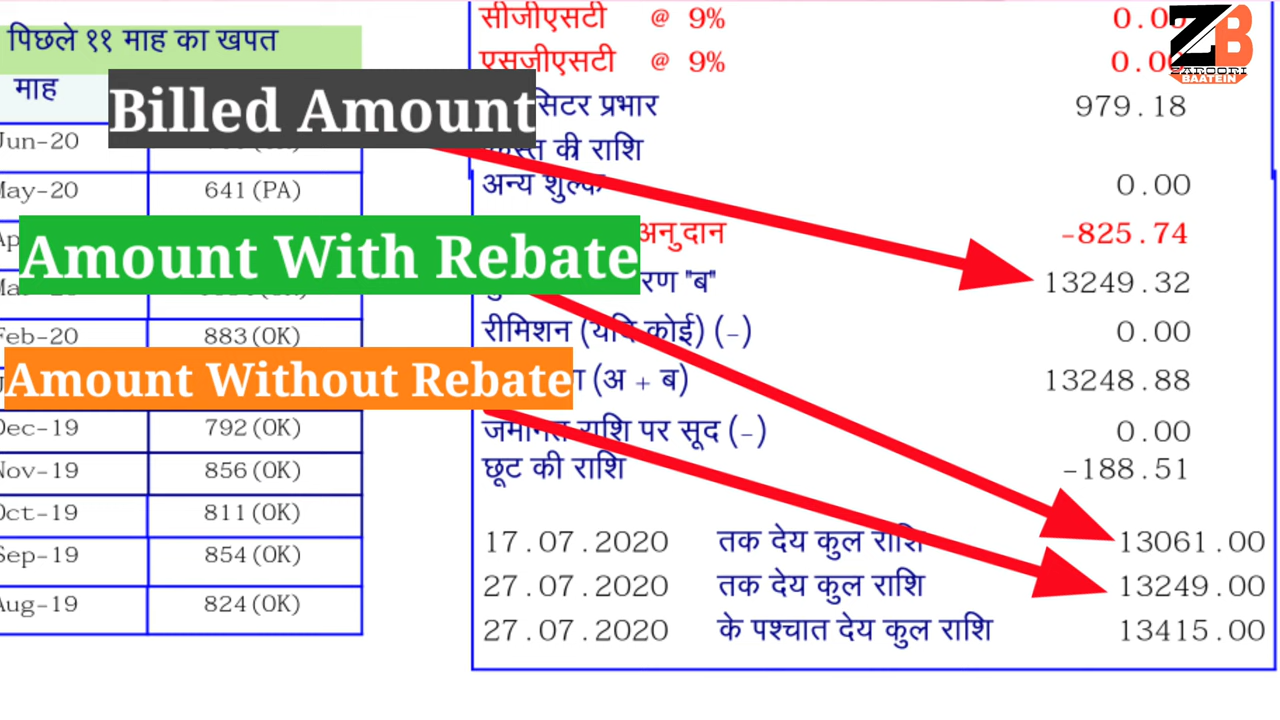 पिछले ११ माह का खपत
माह
Jun-20
May-20 641(PA)
Feb-20 883(OK)
Dec-19 792(OK)
Nov-19 856(OK)
Oct-19 811(OK)
Sep-19 854(OK)
Aug-19 824(OK)
Billed Amount
Amount With Rebate
Amount Without Rebate
सीजीएसटी @ 9%
एसजीएसटी @ 9%
प्रभार 979.18
की राशि
अन्य शुल्क 0.00
अनुदान -825.74
"ब" 13249.32
रीमिशन (यदि कोई) (-) 0.00
(अ + ब) 13248.88
जमानत राशि पर सूद (-) 0.00
छूट की राशि -188.51
17.07.2020 तक देय कुल राशि 13061.00
27.07.2020 तक देय कुल राशि 13249.00
27.07.2020 के पश्चात देय कुल राशि 13415.00
ZB
ZAROORI
BAATEIN